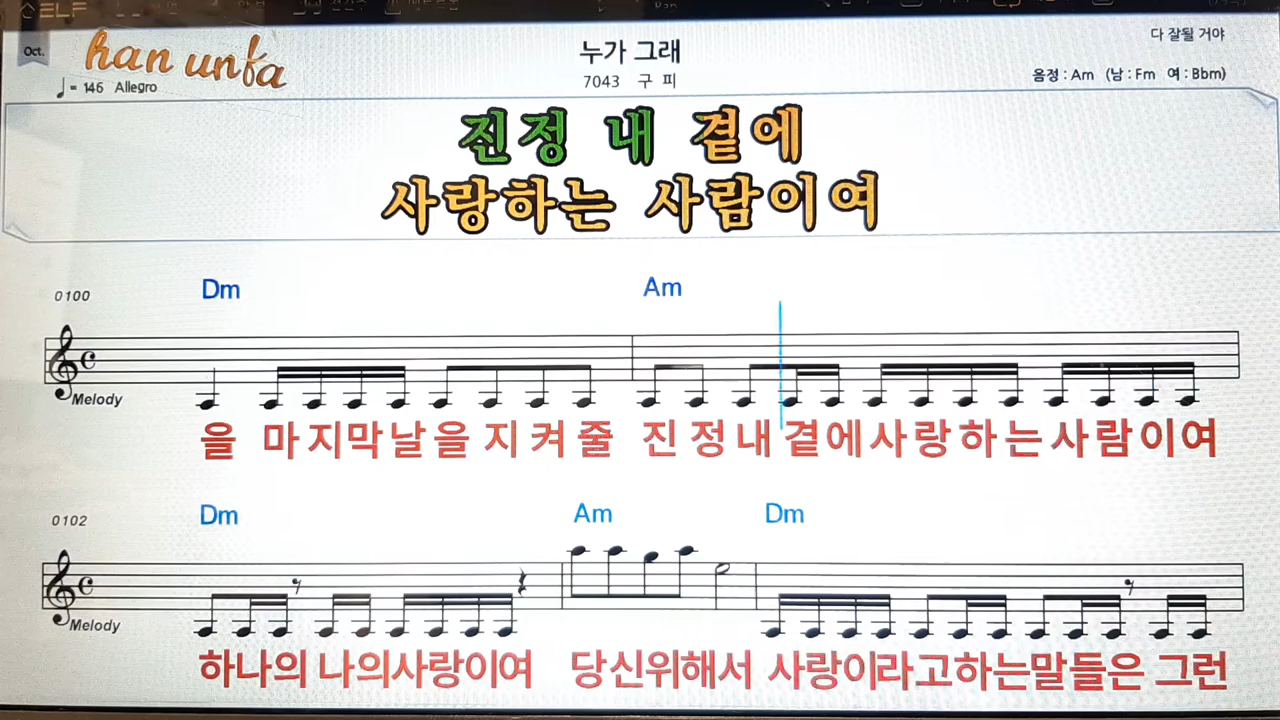 Oct.
han unfa
누가 그래
다 잘될 거야
♩= 146 Allegro
7043 구 피
음정 : Am (남 : Fm 여 : Bbm)
진정 내 곁에
사랑하는 사람이여
0100 Dm Am
Melody
을 마지막날을 지켜줄 진정내 곁에사랑하는사람이여
0102 Dm Am Dm
Melody
하나의 나의사랑이여 당신위해서 사랑이라고하는말들은 그런